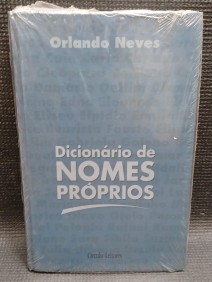 Orlando Neves
Dicionário de
NOMES
PRÓPRIOS